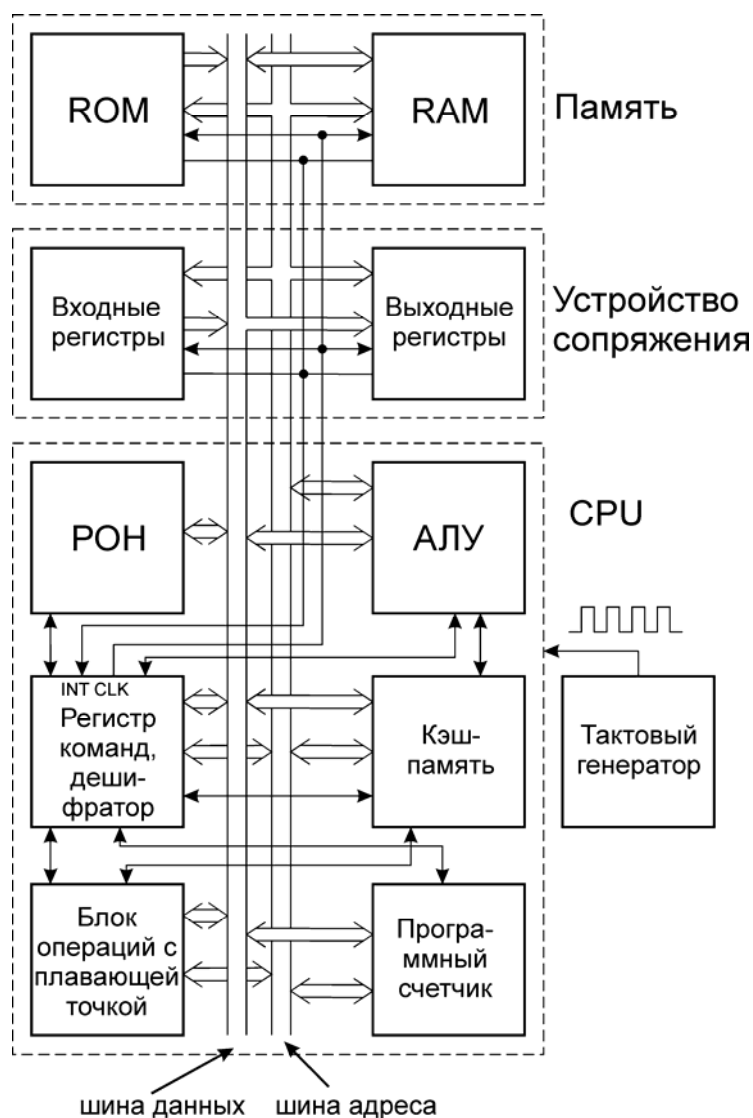 ROM
RAM
Память
Входные
регистры
Выходные
регистры
Устройство
сопряжения
РОН
АЛУ
CPU
INT CLK
Регистр
команд,
деши-
фратор
Кэш-
память
Тактовый
генератор
Блок
операций с
плавающей
точкой
Програ-
ммный
счетчик
шина данных
шина адреса